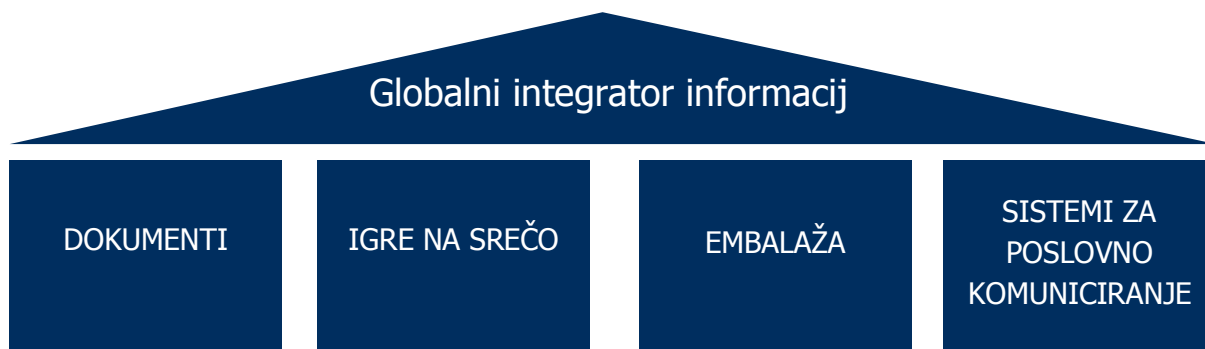 Globalni integrator informacij
DOKUMENTI
IGRE NA SREČO
EMBALAŽA
SISTEMI ZA
POSLOVNO
KOMUNICIRANJE